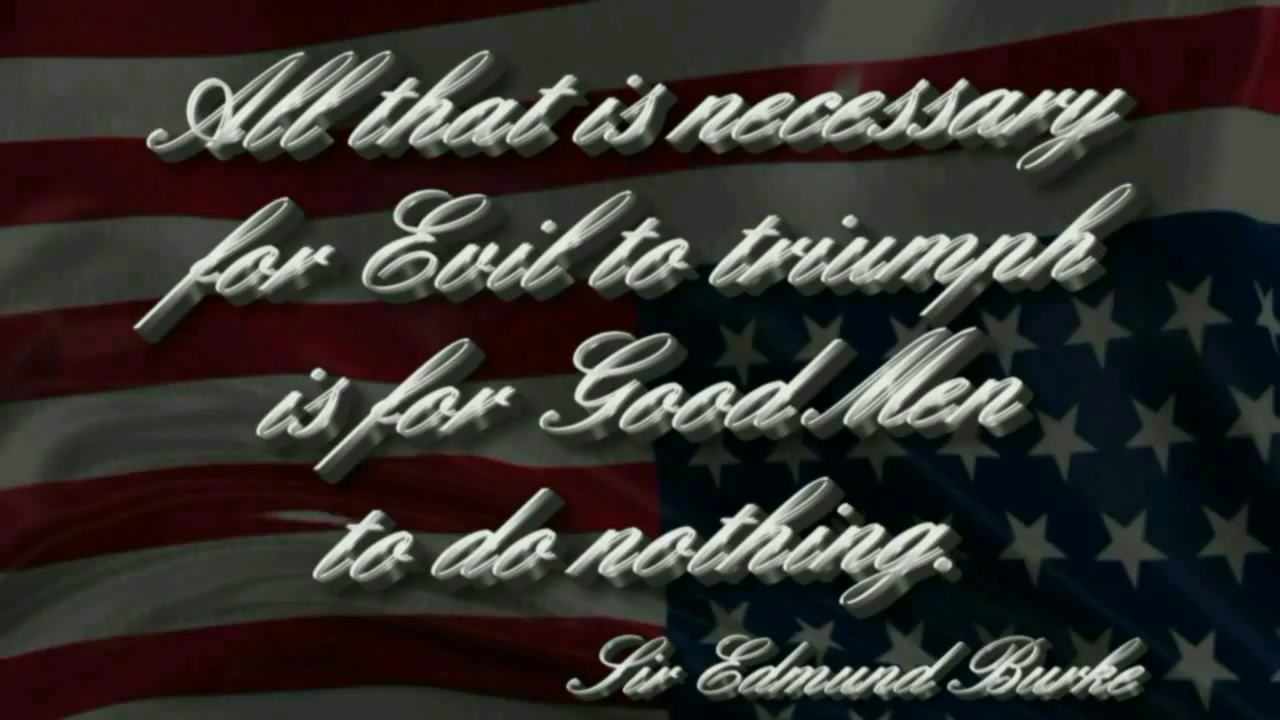 All that is necessary
for Evil to triumph
is for Good Men
to do nothing.
Sir Edmund Burke